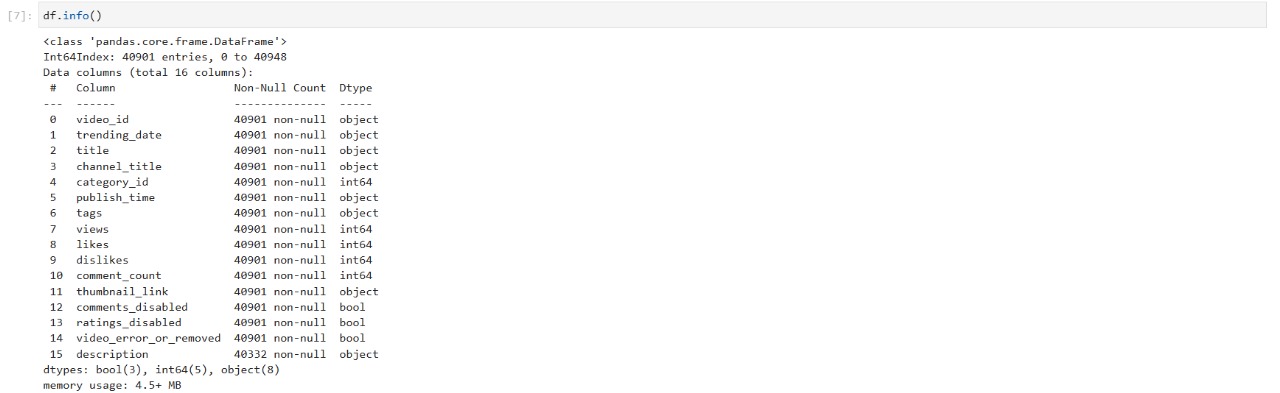 [7]: df.info()
<class 'pandas.core.frame.DataFrame'>
Int64Index: 40901 entries, 0 to 40948
Data columns (total 16 columns):
 #   Column                  Non-Null Count  Dtype
---  ------                  --------------  -----
 0   video_id                40901 non-null  object
 1   trending_date           40901 non-null  object
 2   title                   40901 non-null  object
 3   channel_title           40901 non-null  object
 4   category_id             40901 non-null  int64
 5   publish_time            40901 non-null  object
 6   tags                    40901 non-null  object
 7   views                   40901 non-null  int64
 8   likes                   40901 non-null  int64
 9   dislikes                40901 non-null  int64
 10  comment_count           40901 non-null  int64
 11  thumbnail_link          40901 non-null  object
 12  comments_disabled       40901 non-null  bool
 13  ratings_disabled        40901 non-null  bool
 14  video_error_or_removed  40901 non-null  bool
 15  description             40332 non-null  object
dtypes: bool(3), int64(5), object(8)
memory usage: 4.5+ MB